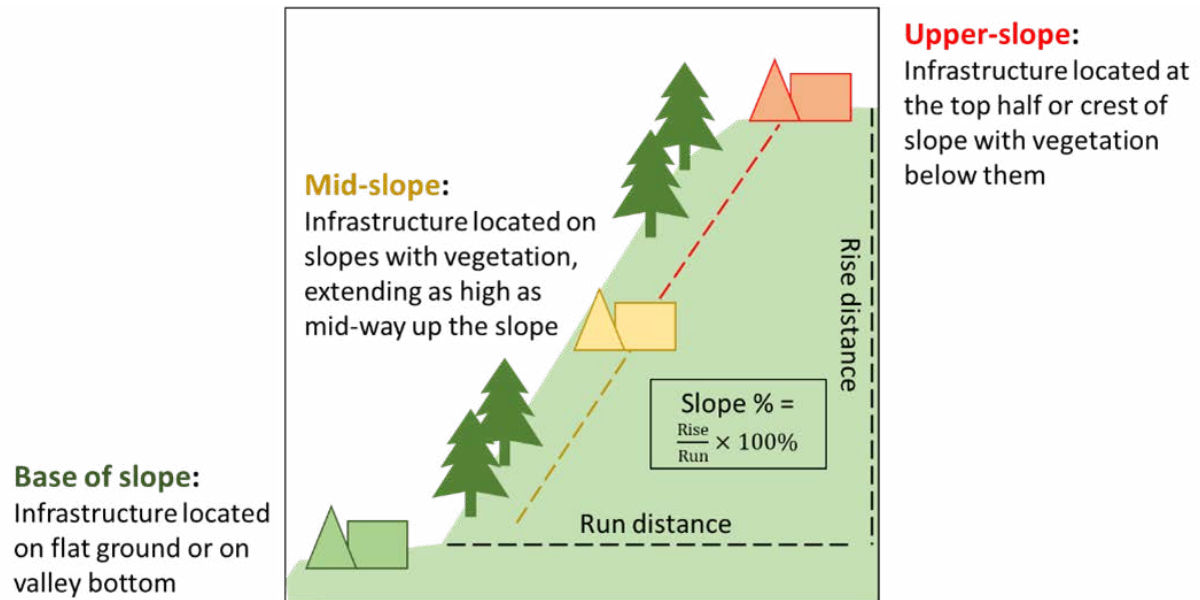 Upper-slope:
Infrastructure located at
the top half or crest of
slope with vegetation
below them
Mid-slope:
Infrastructure located on
slopes with vegetation,
extending as high as
mid-way up the slope
Rise distance
Slope % =
Rise
Run
× 100%
Run distance
Base of slope:
Infrastructure located
on flat ground or on
valley bottom